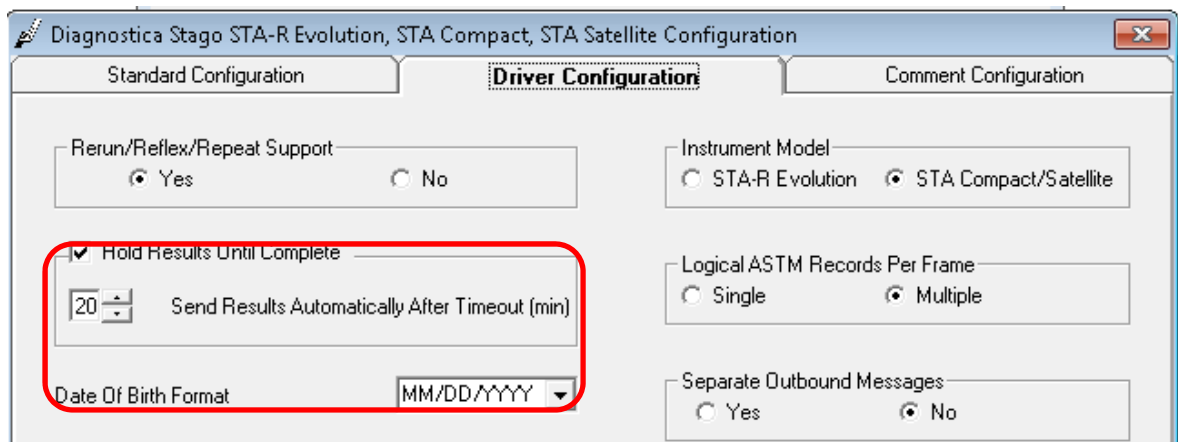 Diagnostica Stago STA-R Evolution, STA Compact, STA Satellite Configuration
Standard Configuration
Driver Configuration
Comment Configuration
Rerun/Reflex/Repeat Support
Yes
No
Instrument Model
STA-R Evolution
STA Compact/Satellite
Hold Results Until Complete
20
Send Results Automatically After Timeout (min)
Logical ASTM Records Per Frame
Single
Multiple
Date Of Birth Format
MM/DD/YYYY
Separate Outbound Messages
Yes
No